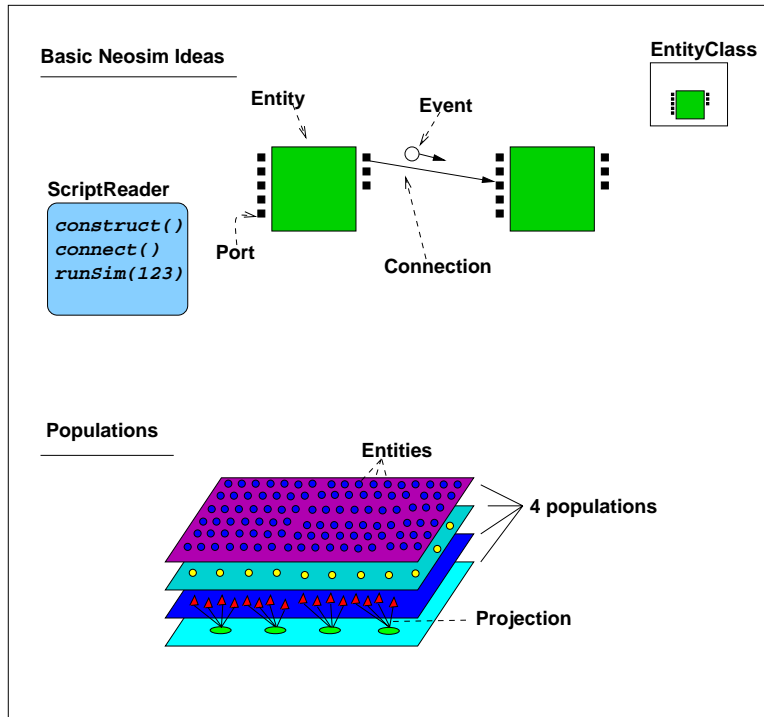 Basic Neosim Ideas
EntityClass
Entity
Event
ScriptReader
construct()
connect()
runSim(123)
Port
Connection
Populations
Entities
4 populations
Projection